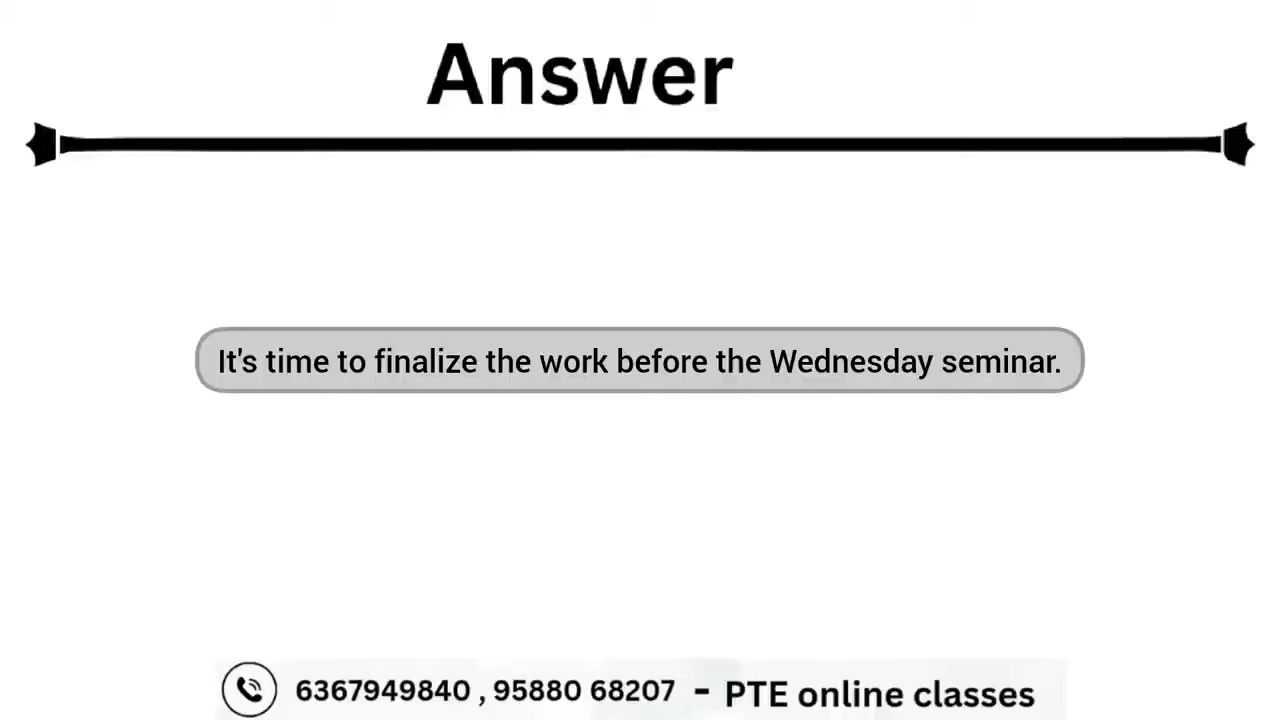 Answer
It's time to finalize the work before the Wednesday seminar.
6367949840 , 95880 68207 - PTE online classes